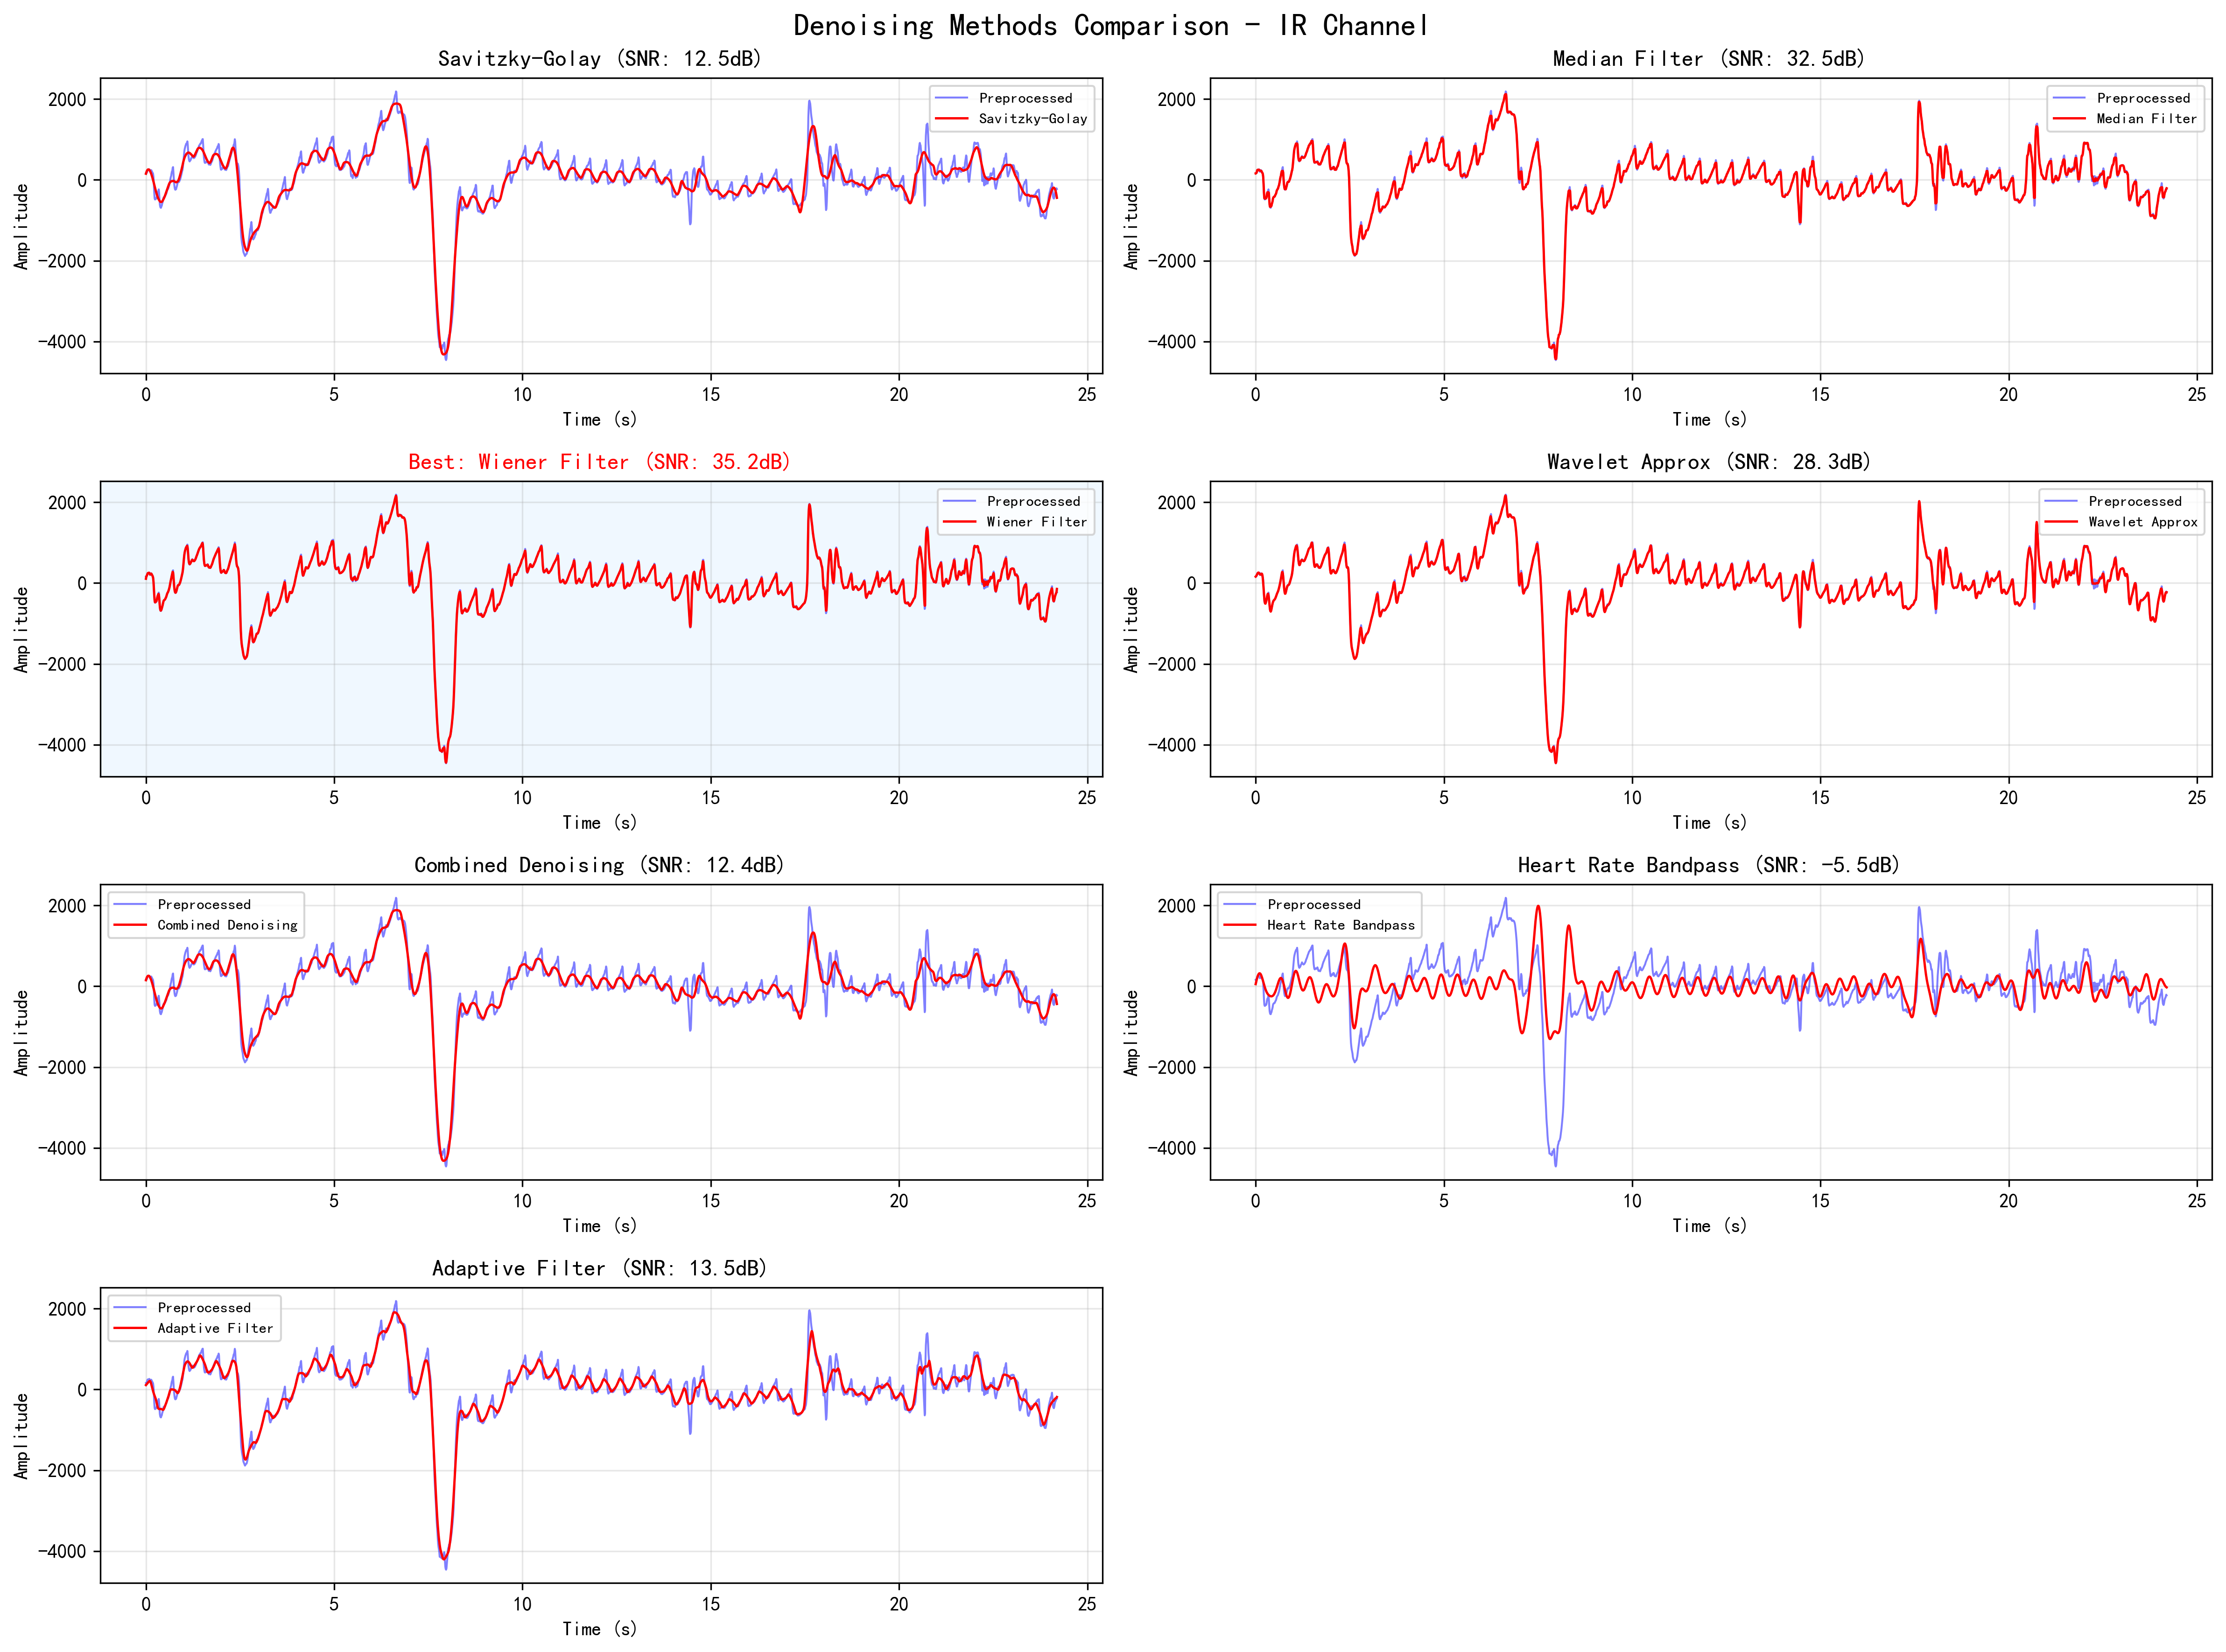 Denoising Methods Comparison - IR Channel
Savitzky-Golay (SNR: 12.5dB)
Amplitude
2000
0
−2000
−4000
Preprocessed
Savitzky-Golay
0 5 10 15 20 25
Time (s)
Median Filter (SNR: 32.5dB)
Amplitude
2000
0
−2000
−4000
Preprocessed
Median Filter
0 5 10 15 20 25
Time (s)
Best: Wiener Filter (SNR: 35.2dB)
Amplitude
2000
0
−2000
−4000
Preprocessed
Wiener Filter
0 5 10 15 20 25
Time (s)
Wavelet Approx (SNR: 28.3dB)
Amplitude
2000
0
−2000
−4000
Preprocessed
Wavelet Approx
0 5 10 15 20 25
Time (s)
Combined Denoising (SNR: 12.4dB)
Amplitude
2000
0
−2000
−4000
Preprocessed
Combined Denoising
0 5 10 15 20 25
Time (s)
Heart Rate Bandpass (SNR: -5.5dB)
Amplitude
2000
0
−2000
−4000
Preprocessed
Heart Rate Bandpass
0 5 10 15 20 25
Time (s)
Adaptive Filter (SNR: 13.5dB)
Amplitude
2000
0
−2000
−4000
Preprocessed
Adaptive Filter
0 5 10 15 20 25
Time (s)